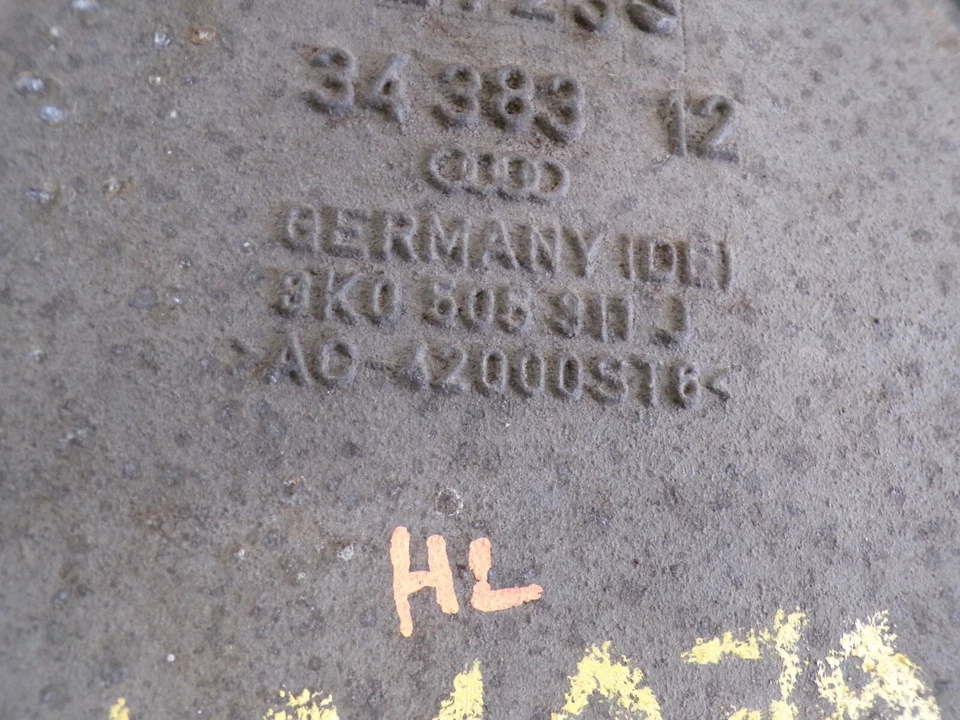 34 383 12
GERMANY (DE)
8K0 505 311 J
>AC-42000ST6<
HL